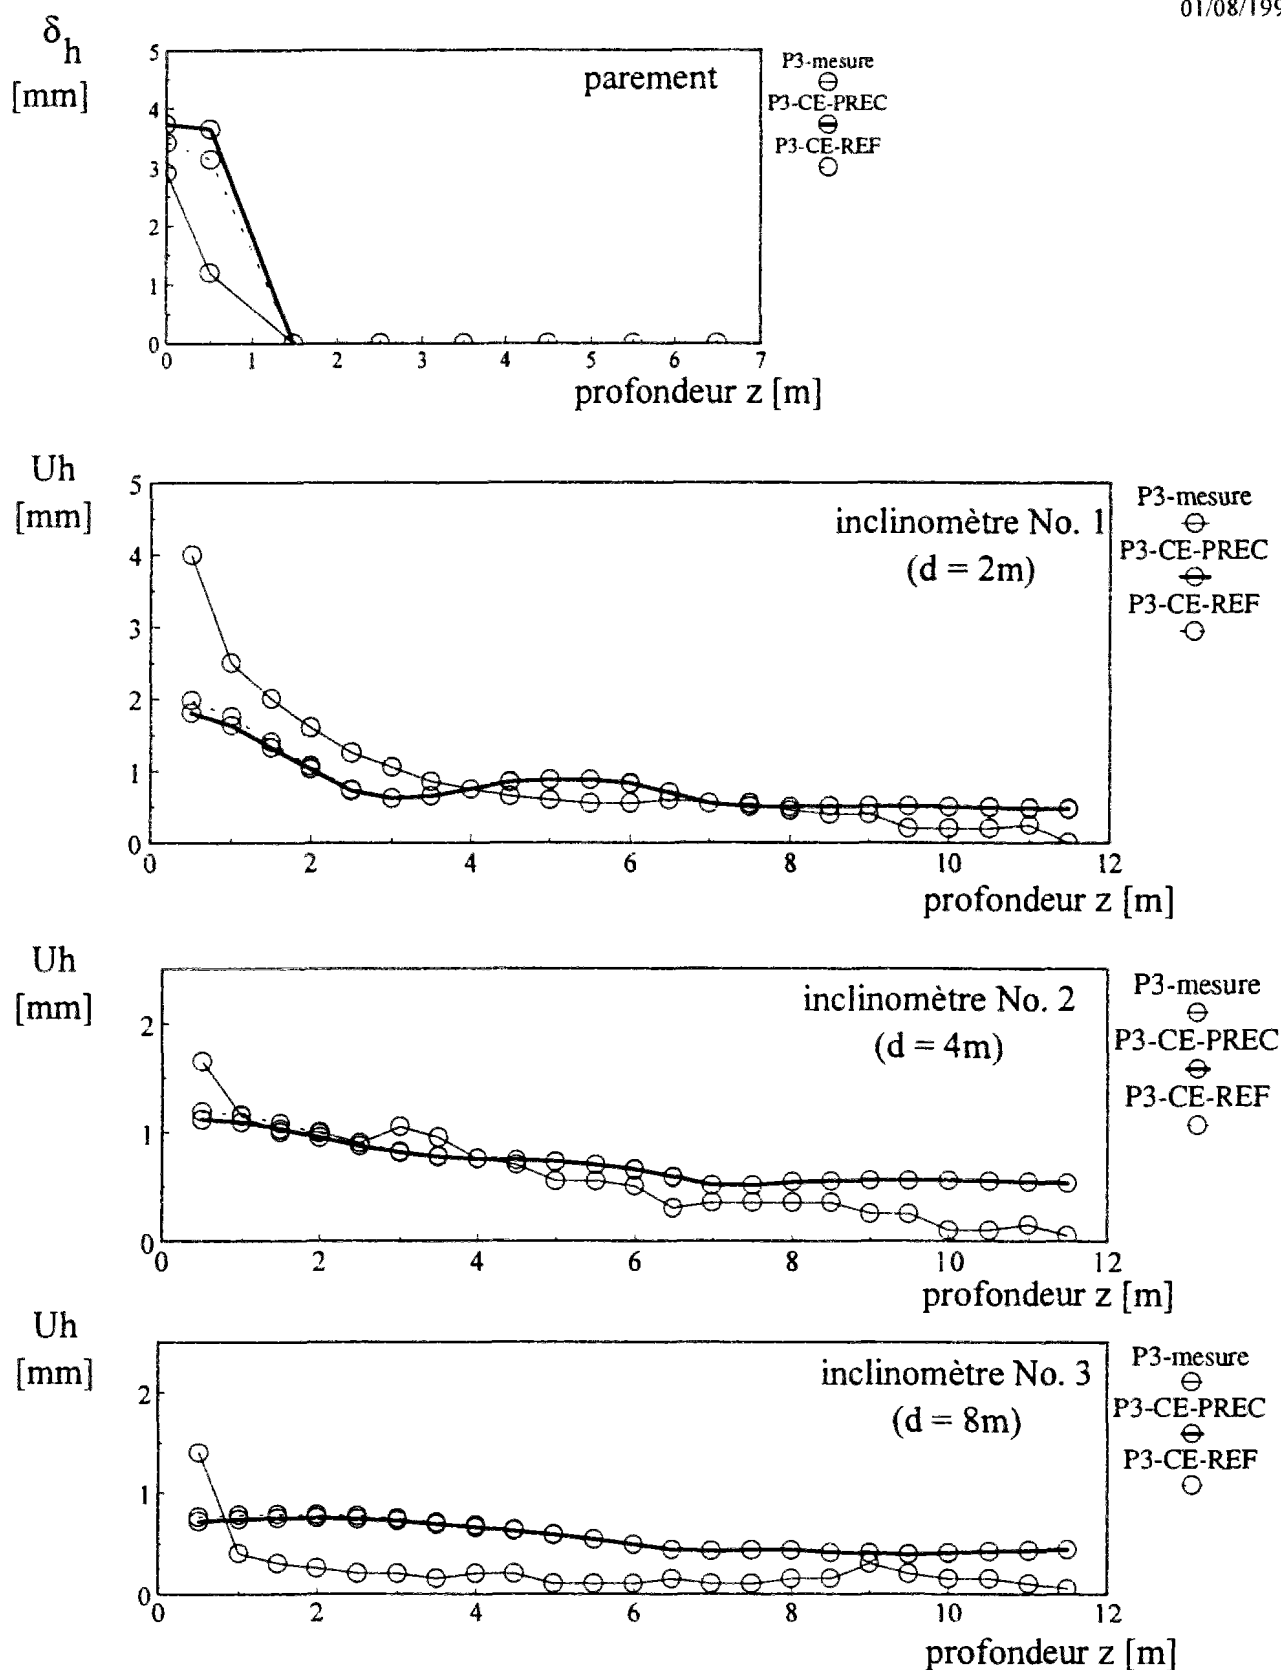 01/08/199
δh
[mm]
5
4
3
2
1
0
parement
P3-mesure
P3-CE-PREC
P3-CE-REF
0 1 2 3 4 5 6 7
profondeur z [m]
Uh
[mm]
5
4
3
2
1
0
inclinomètre No. 1
(d = 2m)
P3-mesure
P3-CE-PREC
P3-CE-REF
0 2 4 6 8 10 12
profondeur z [m]
Uh
[mm]
2
1
0
inclinomètre No. 2
(d = 4m)
P3-mesure
P3-CE-PREC
P3-CE-REF
2 4 6 8 10 12
profondeur z [m]
Uh
[mm]
2
1
0
inclinomètre No. 3
(d = 8m)
P3-mesure
P3-CE-PREC
P3-CE-REF
0 2 4 6 8 10 12
profondeur z [m]